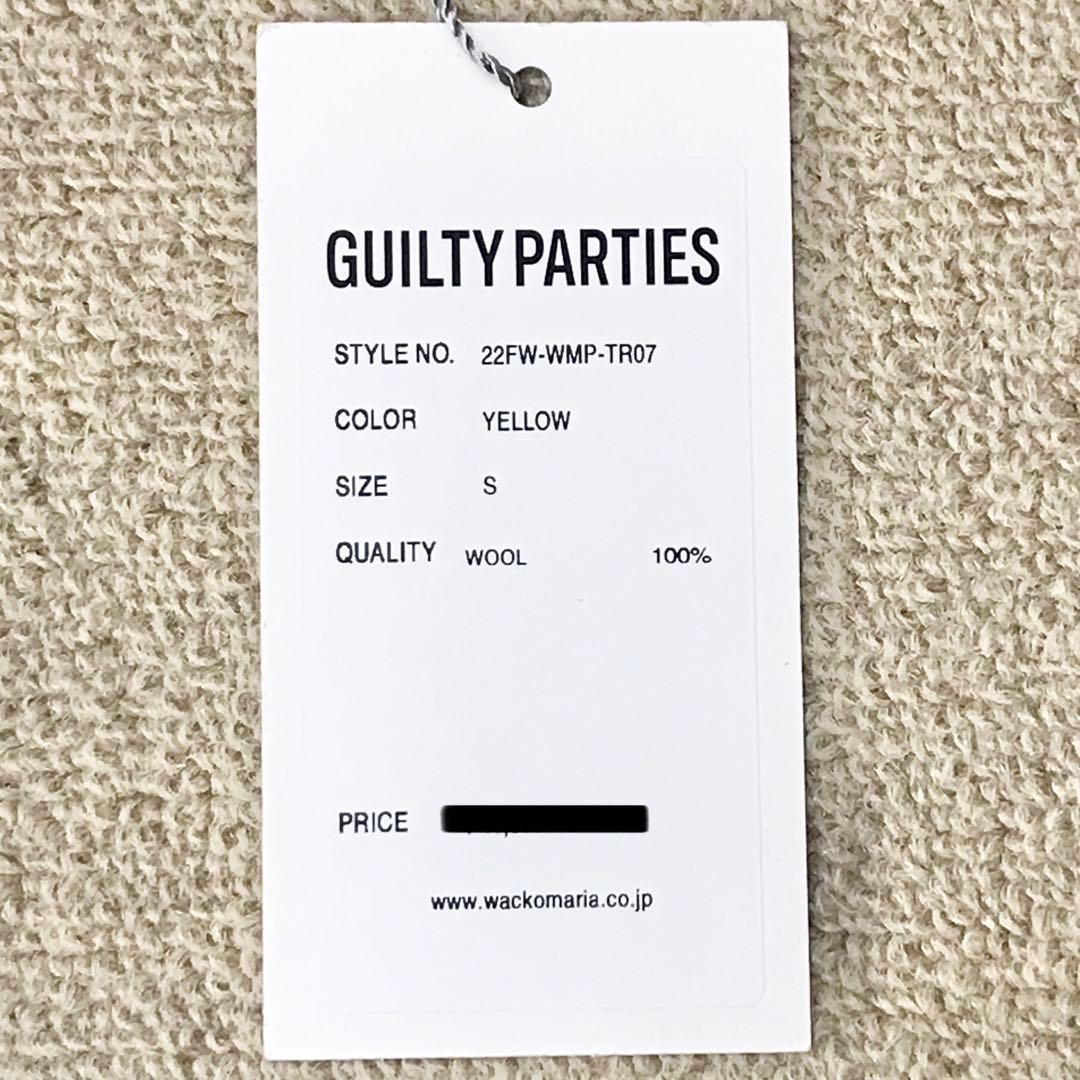 GUILTY PARTIES
STYLE NO. 22FW-WMP-TR07
COLOR YELLOW
SIZE S
QUALITY WOOL 100%
PRICE
www.wackomaria.co.jp